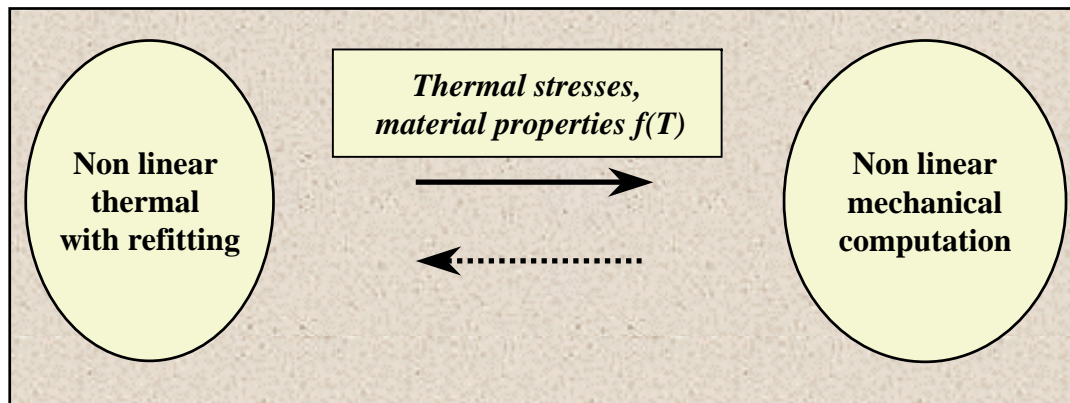 Non linear
thermal
with refitting
Thermal stresses,
material properties f(T)
Non linear
mechanical
computation